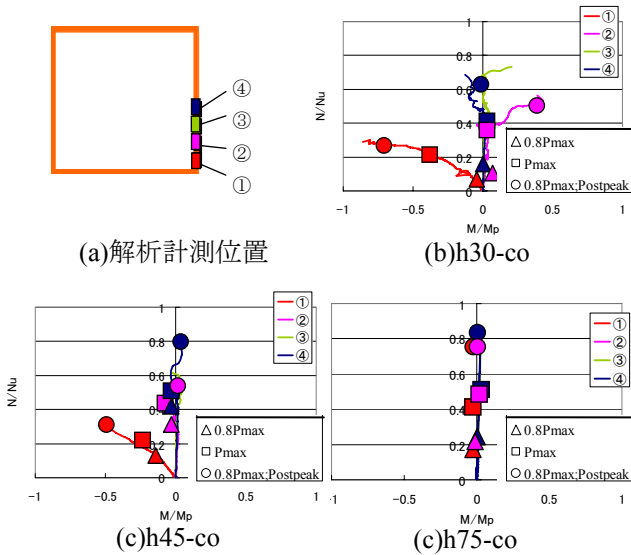 ④
③
②
①
(a)解析計測位置
1
0.8
0.6
0.4
0.2
0
N/Nu
-1 -0.5 0 0.5 1
M/Mp
①
②
③
④
0.8Pmax
Pmax
0.8Pmax;Postpeak
(b)h30-co
1
0.8
0.6
0.4
0.2
0
N/Nu
-1 -0.5 0 0.5 1
M/Mp
①
②
③
④
0.8Pmax
Pmax
0.8Pmax;Postpeak
(c)h45-co
1
0.8
0.6
0.4
0.2
0
N/Nu
-1 -0.5 0 0.5 1
M/Mp
①
②
③
④
0.8Pmax
Pmax
0.8Pmax;Postpeak
(c)h75-co